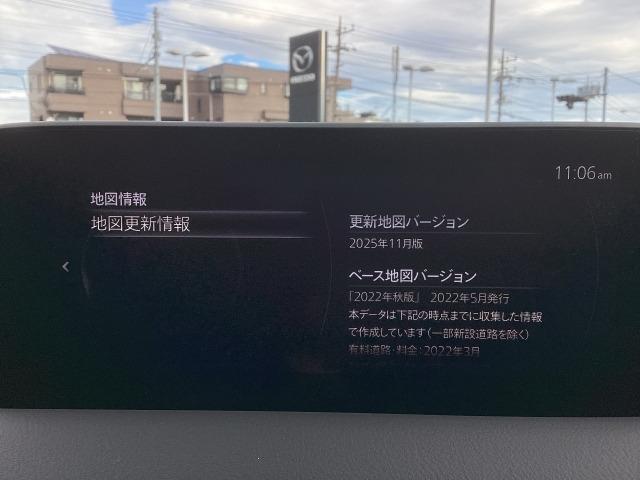 mazda
11:06am
地図情報
地図更新情報
更新地図バージョン
2025年11月版
ベース地図バージョン
「2022年秋版」 2022年5月発行
本データは下記の時点までに収集した情報
で作成しています(一部新設道路を除く)
有料道路・料金:2022年3月